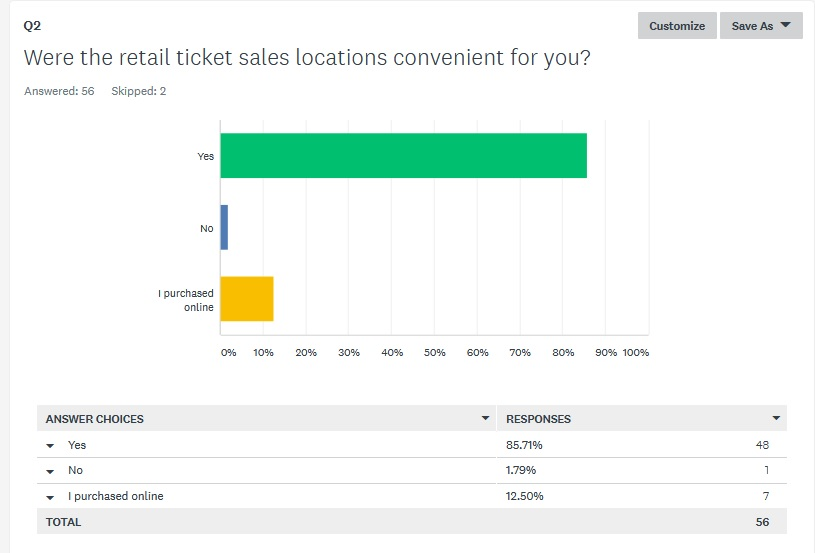 Q2
Customize
Save As
Were the retail ticket sales locations convenient for you?
Answered: 56 Skipped: 2
Yes
No
I purchased
online
0% 10% 20% 30% 40% 50% 60% 70% 80% 90% 100%
ANSWER CHOICES RESPONSES
Yes 85.71% 48
No 1.79% 1
I purchased online 12.50% 7
TOTAL 56